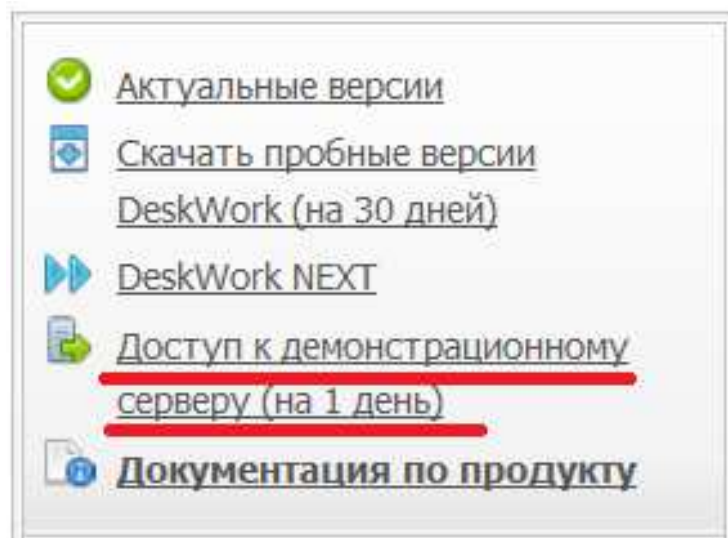 Актуальные версии
Скачать пробные версии
DeskWork (на 30 дней)
DeskWork NEXT
Доступ к демонстрационному
серверу (на 1 день)
Документация по продукту